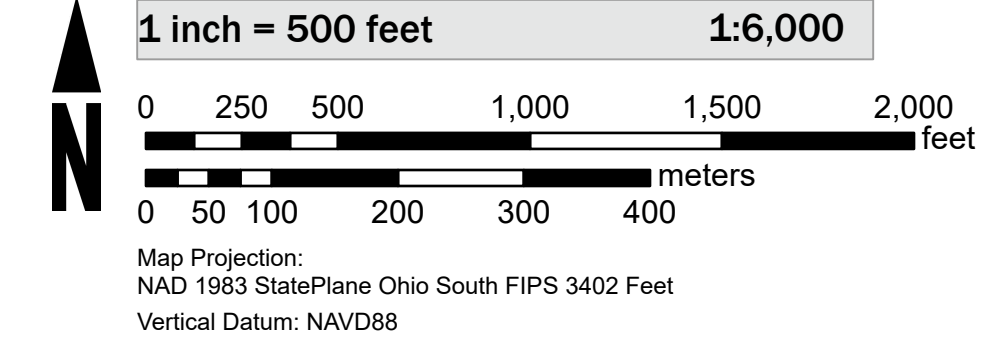 1 inch = 500 feet 1:6,000
0 250 500 1,000 1,500 2,000
feet
N
meters
0 50 100 200 300 400
Map Projection:
NAD 1983 StatePlane Ohio South FIPS 3402 Feet
Vertical Datum: NAVD88